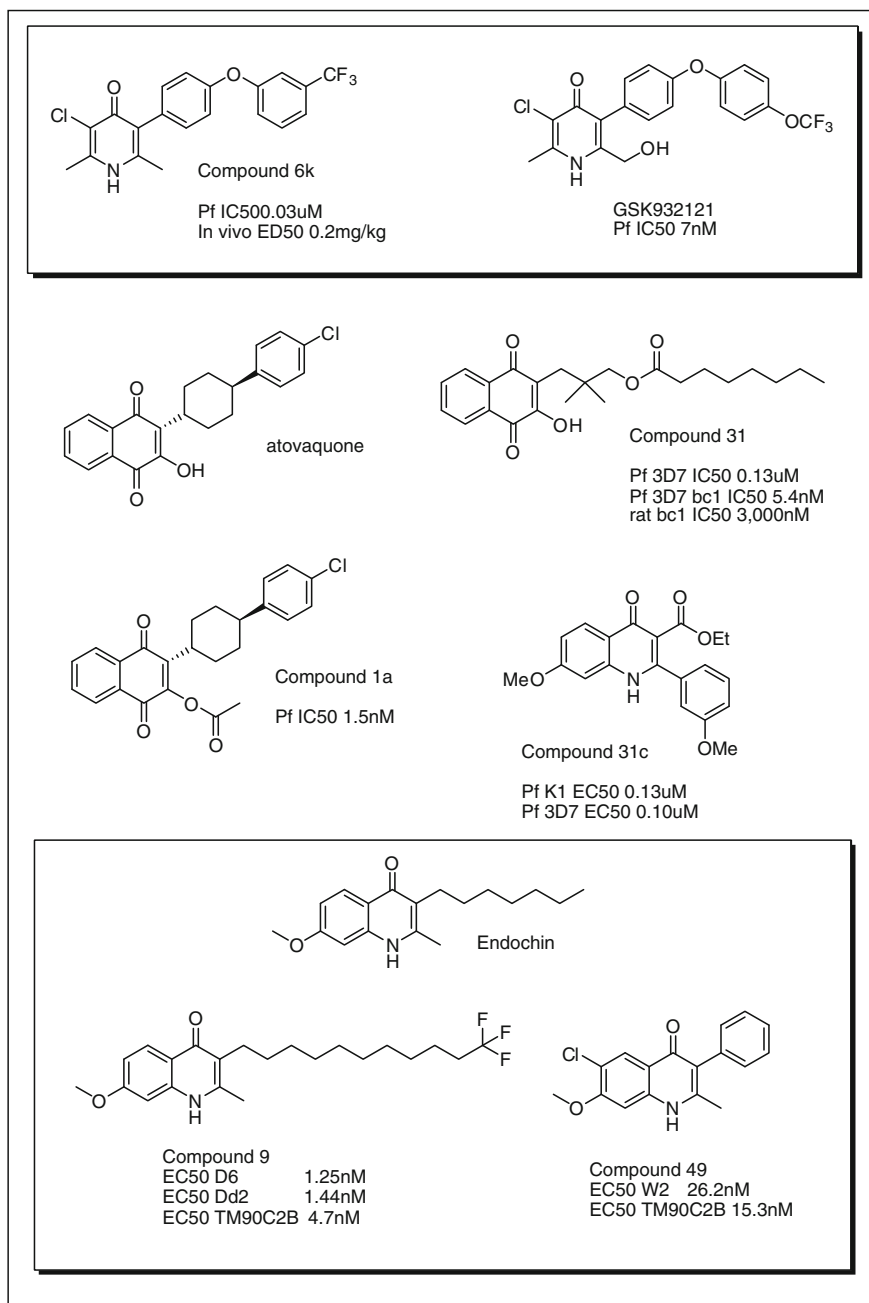 O
O
CF3
Cl
N
H
Compound 6k
Pf IC500.03uM
In vivo ED50 0.2mg/kg
O
O
Cl
OCF3
OH
N
H
GSK932121
Pf IC50 7nM
Cl
O
OH
O
atovaquone
O
O
O
OH
O
Compound 31
Pf 3D7 IC50 0.13uM
Pf 3D7 bc1 IC50 5.4nM
rat bc1 IC50 3,000nM
Cl
O
O
O
O
Compound 1a
Pf IC50 1.5nM
O
O
OEt
MeO
N
H
OMe
Compound 31c
Pf K1 EC50 0.13uM
Pf 3D7 EC50 0.10uM
O
O
N
H
Endochin
O
F
F
F
O
N
H
Compound 9
EC50 D6 1.25nM
EC50 Dd2 1.44nM
EC50 TM90C2B 4.7nM
O
Cl
O
N
H
Compound 49
EC50 W2 26.2nM
EC50 TM90C2B 15.3nM